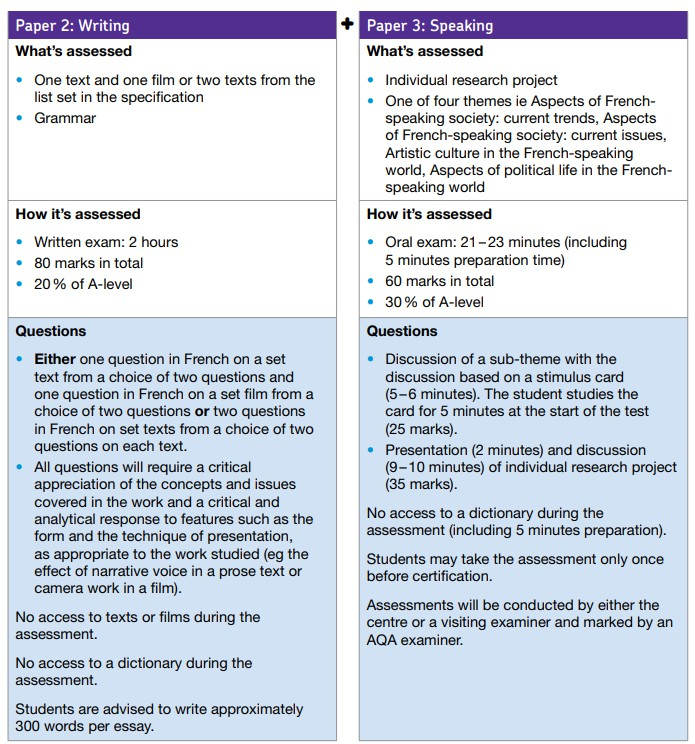 Paper 2: Writing
What's assessed
• One text and one film or two texts from the
list set in the specification
• Grammar
How it's assessed
• Written exam: 2 hours
• 80 marks in total
• 20 % of A-level
Questions
• Either one question in French on a set
text from a choice of two questions and
one question in French on a set film from a
choice of two questions or two questions
in French on set texts from a choice of two
questions on each text.
• All questions will require a critical
appreciation of the concepts and issues
covered in the work and a critical and
analytical response to features such as the
form and the technique of presentation,
as appropriate to the work studied (eg the
effect of narrative voice in a prose text or
camera work in a film).
No access to texts or films during the
assessment.
No access to a dictionary during the
assessment.
Students are advised to write approximately
300 words per essay.
+
Paper 3: Speaking
What's assessed
• Individual research project
• One of four themes ie Aspects of French-
speaking society: current trends, Aspects
of French-speaking society: current issues,
Artistic culture in the French-speaking
world, Aspects of political life in the French-
speaking world
How it's assessed
• Oral exam: 21–23 minutes (including
5 minutes preparation time)
• 60 marks in total
• 30 % of A-level
Questions
• Discussion of a sub-theme with the
discussion based on a stimulus card
(5–6 minutes). The student studies the
card for 5 minutes at the start of the test
(25 marks).
• Presentation (2 minutes) and discussion
(9–10 minutes) of individual research project
(35 marks).
No access to a dictionary during the
assessment (including 5 minutes preparation).
Students may take the assessment only once
before certification.
Assessments will be conducted by either the
centre or a visiting examiner and marked by an
AQA examiner.